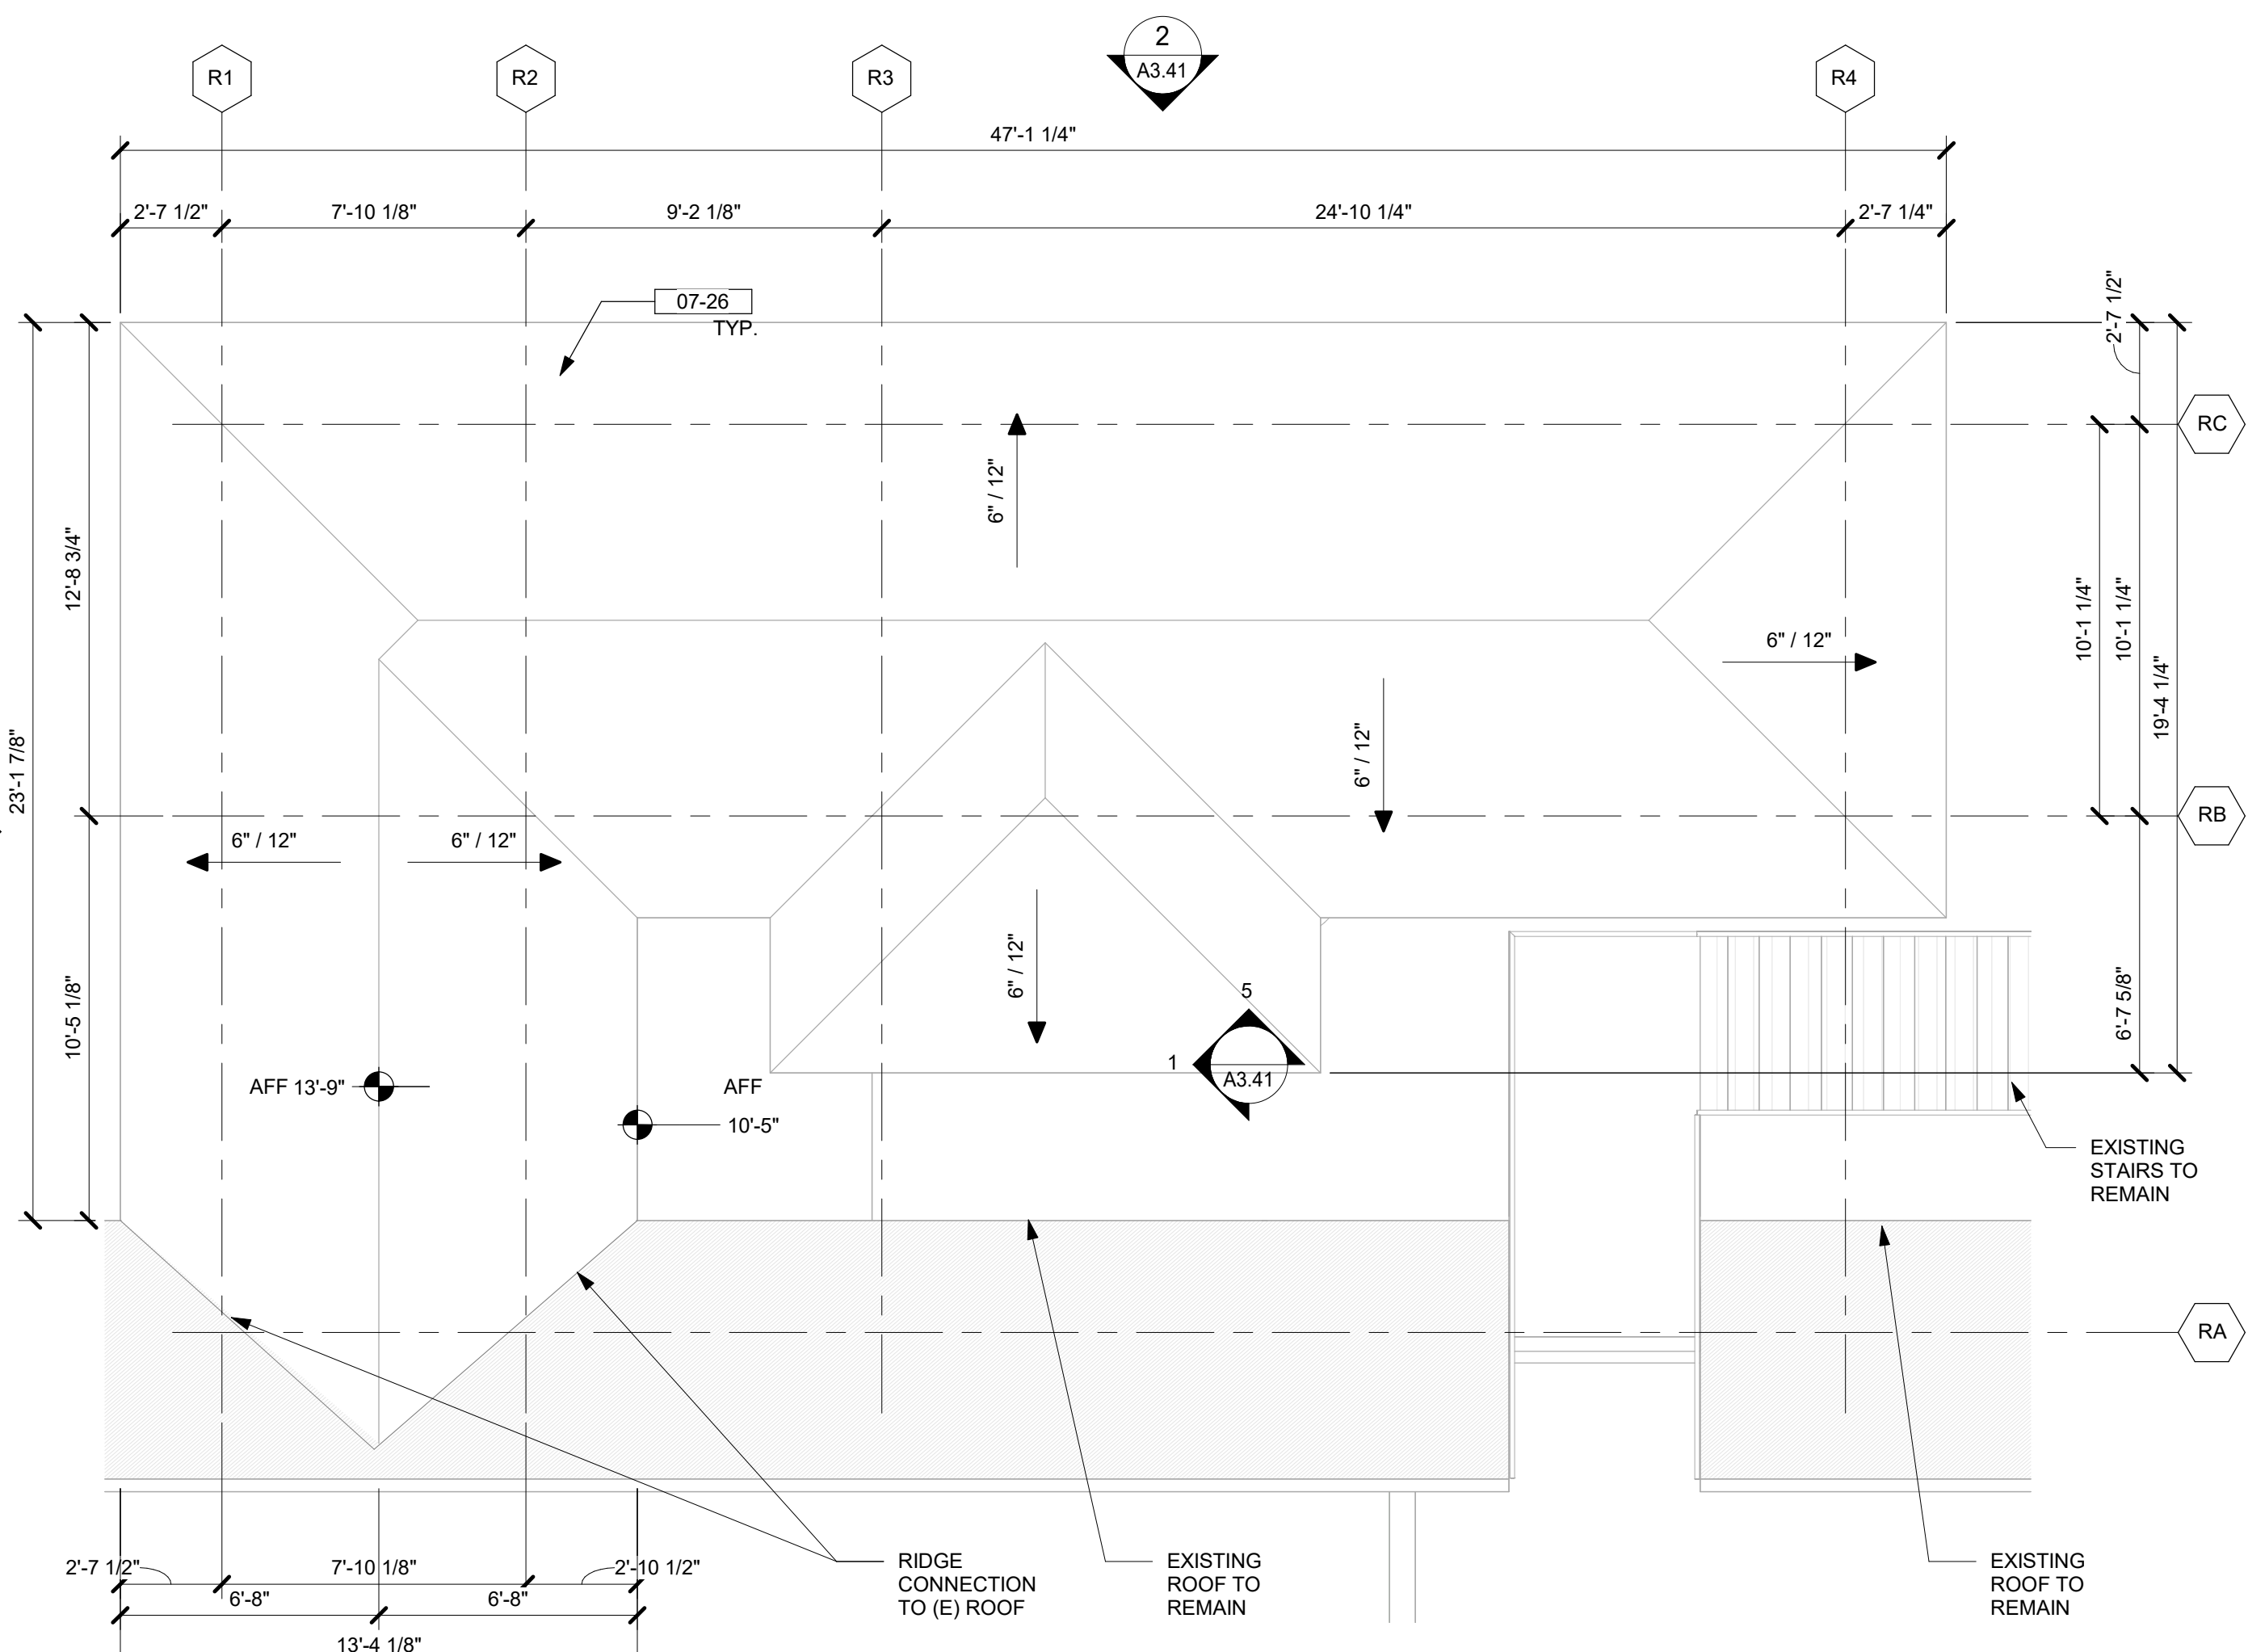 2
A3.41
R1
R2
R3
R4
47'-1 1/4"
2'-7 1/2"
7'-10 1/8"
9'-2 1/8"
24'-10 1/4"
2'-7 1/4"
07-26
TYP.
2'-7 1/2"
RC
6" / 12"
12'-8 3/4"
10'-1 1/4"
10'-1 1/4"
6" / 12"
19'-4 1/4"
23'-1 7/8"
6" / 12"
RB
6" / 12"
6" / 12"
6" / 12"
10'-5 1/8"
6'-7 5/8"
5
1
A3.41
AFF 13'-9"
AFF
10'-5"
EXISTING
STAIRS TO
REMAIN
RA
RIDGE
CONNECTION
TO (E) ROOF
EXISTING
ROOF TO
REMAIN
EXISTING
ROOF TO
REMAIN
2'-7 1/2"
7'-10 1/8"
2'-10 1/2"
6'-8"
6'-8"
13'-4 1/8"